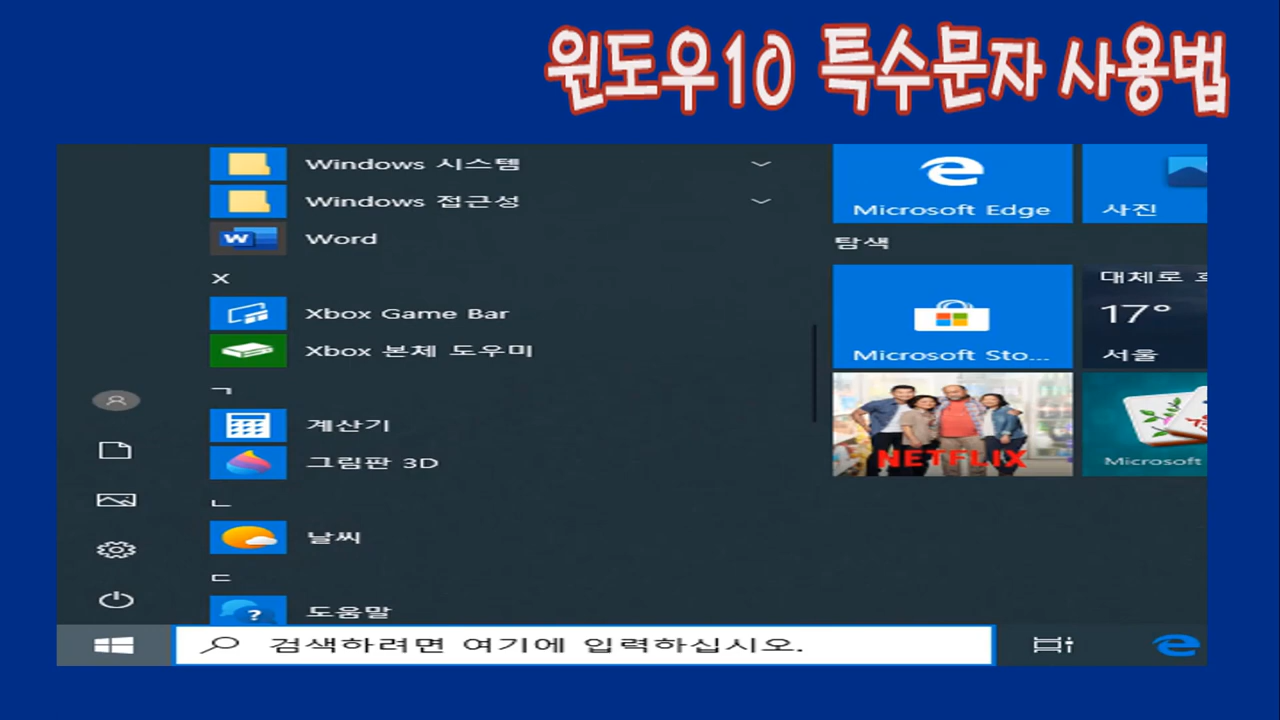 윈도우10 특수문자 사용법
Windows 시스템
Windows 접근성
Word
X
Xbox Game Bar
Xbox 본체 도우미
ㄱ
계산기
그림판 3D
ㄴ
날씨
ㄷ
도움말
Microsoft Edge
사진
탐색
Microsoft Sto...
대체로
17°
서울
NETFLIX
Microsoft
검색하려면 여기에 입력하십시오.